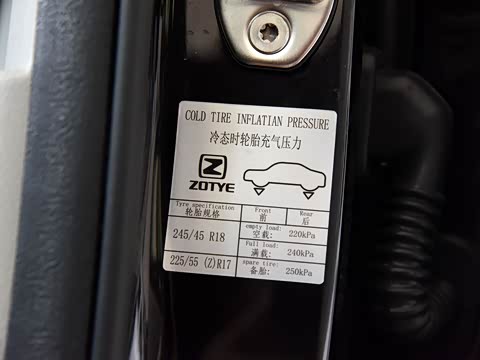 COLD TIRE INFLATIAN PRESSURE
冷态时轮胎充气压力
Z
ZOTYE
Tyre specification Front Rear
轮胎规格 前 后
245/45 R18
empty load:
空载: 220kPa
Full load:
满载: 240kPa
225/55 (Z)R17
spare tire:
备胎: 250kPa